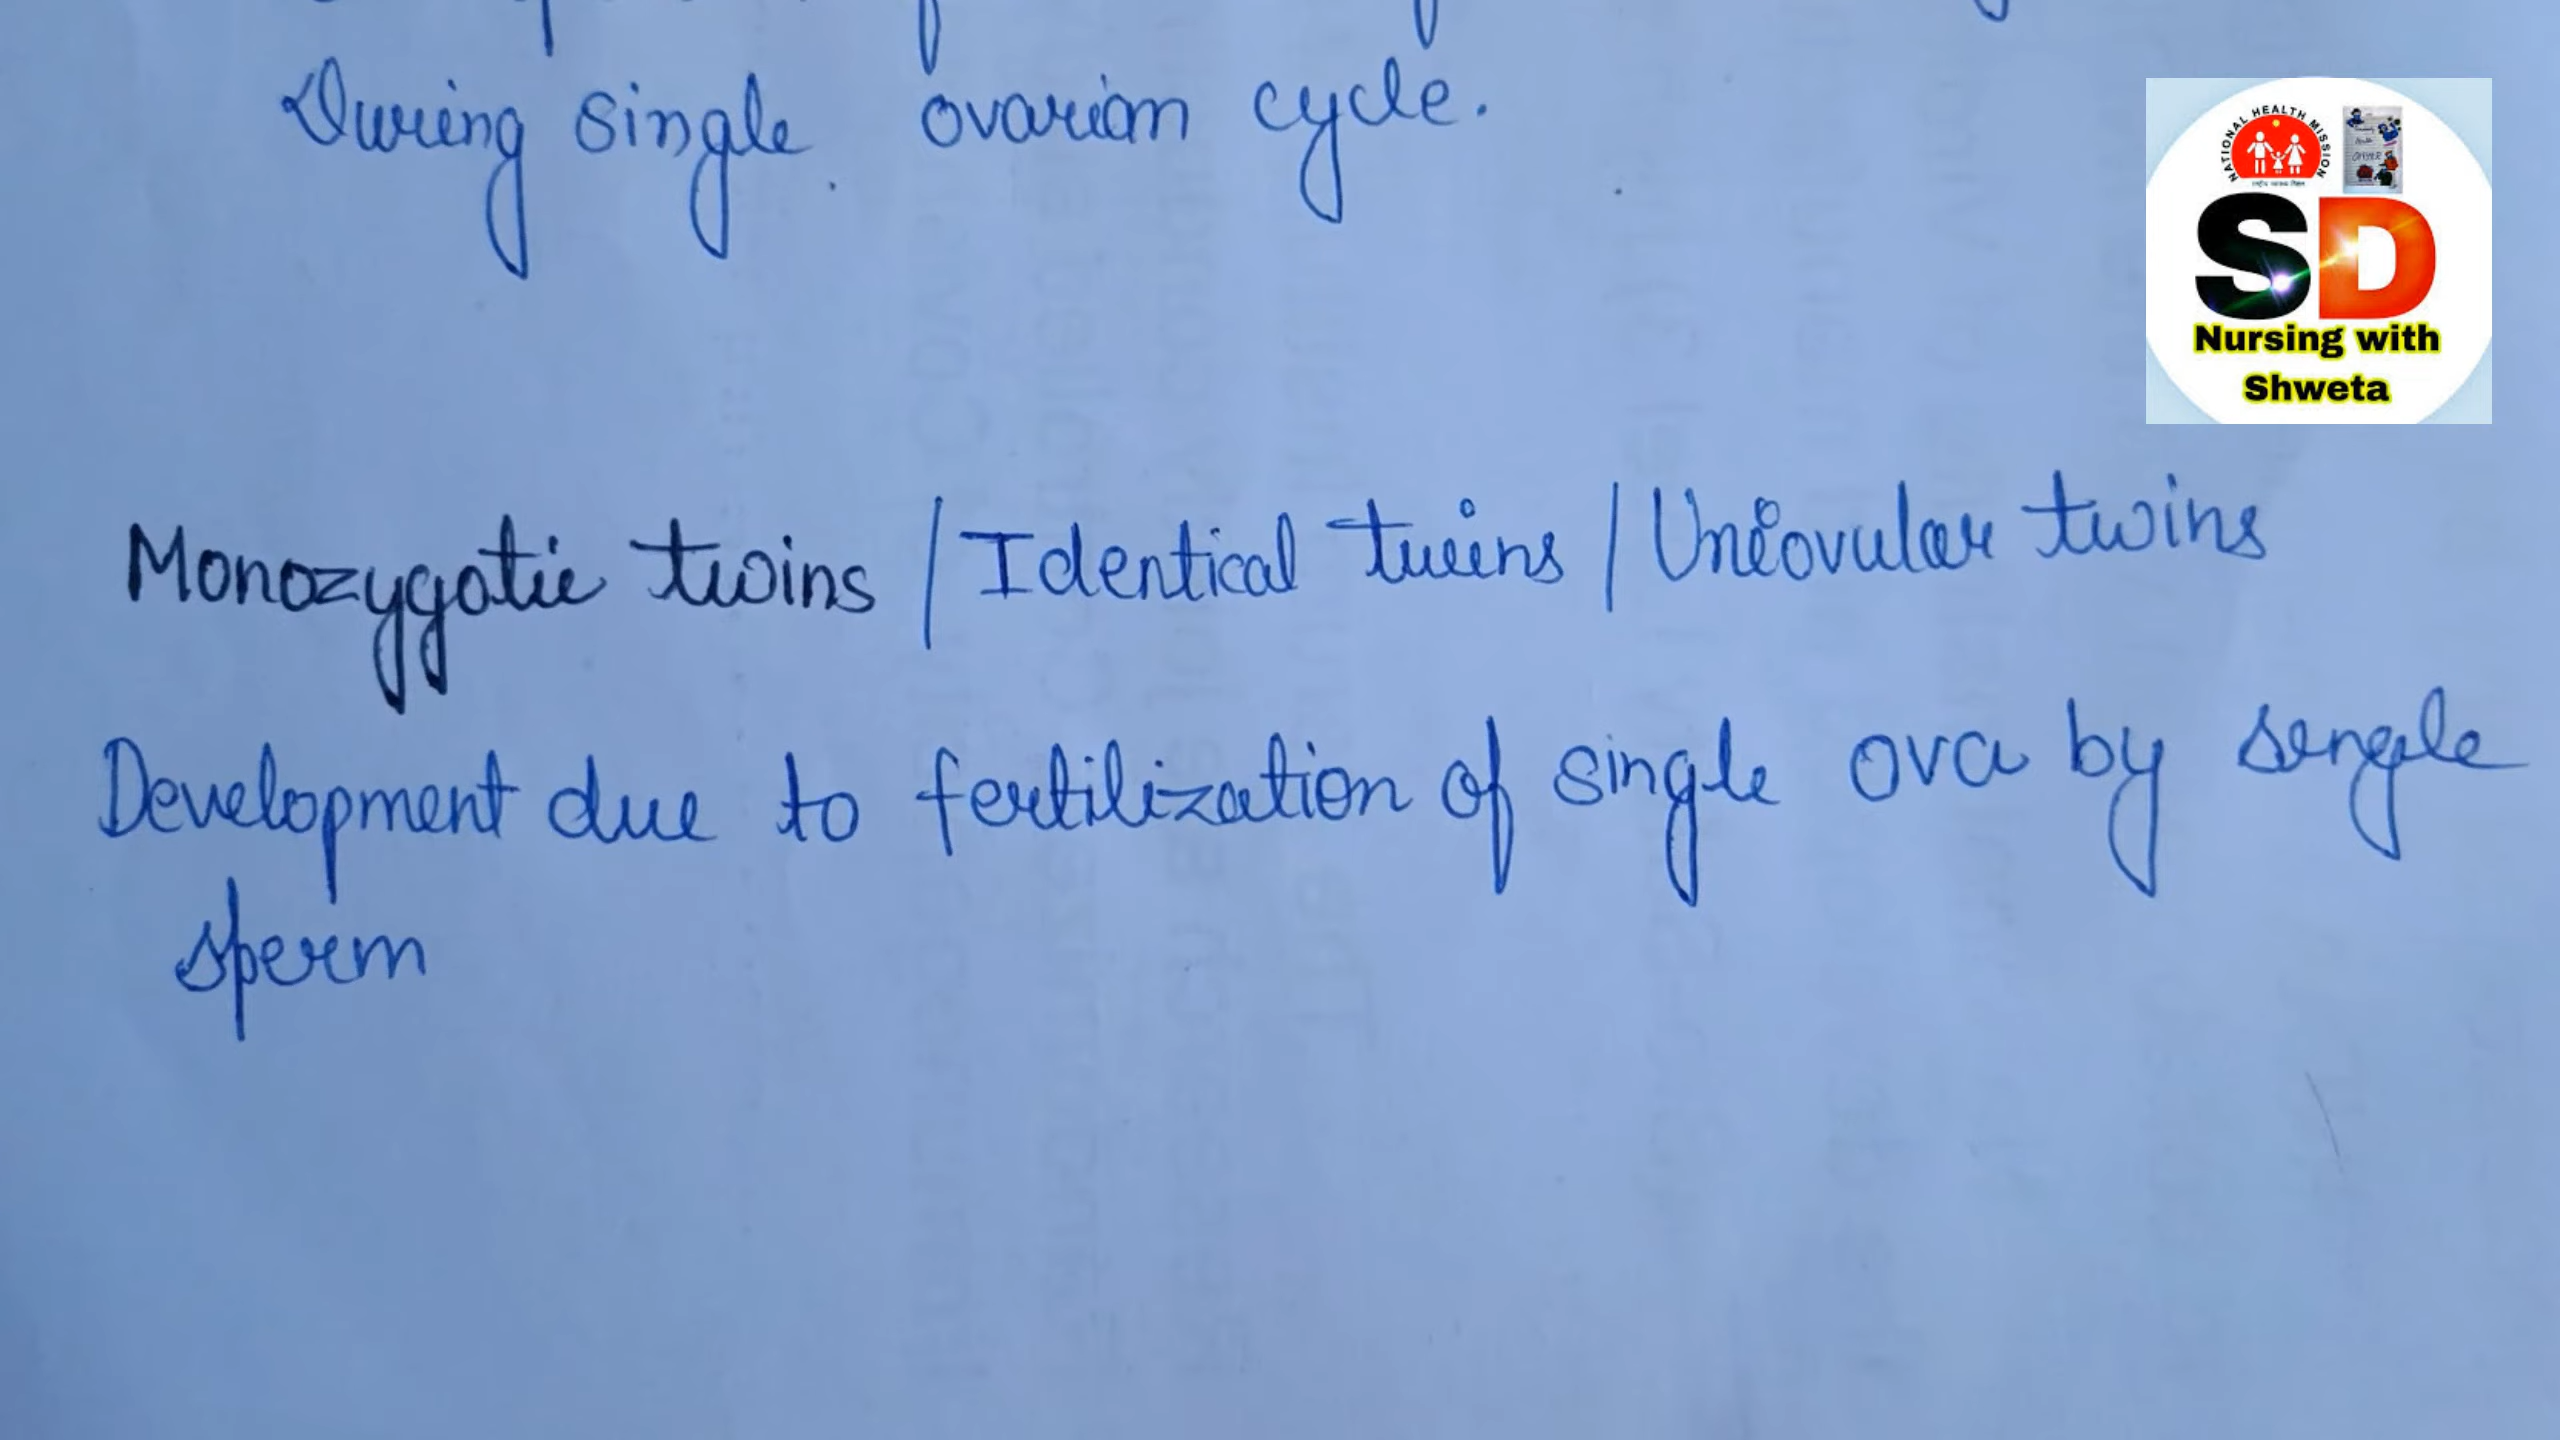 During single ovarian cycle.
NATIONAL HEALTH MISSION
SD
Nursing with
Shweta
Monozygotic twins / Identical twins / Uniovular twins
Development due to fertilization of single ova by single
sperm